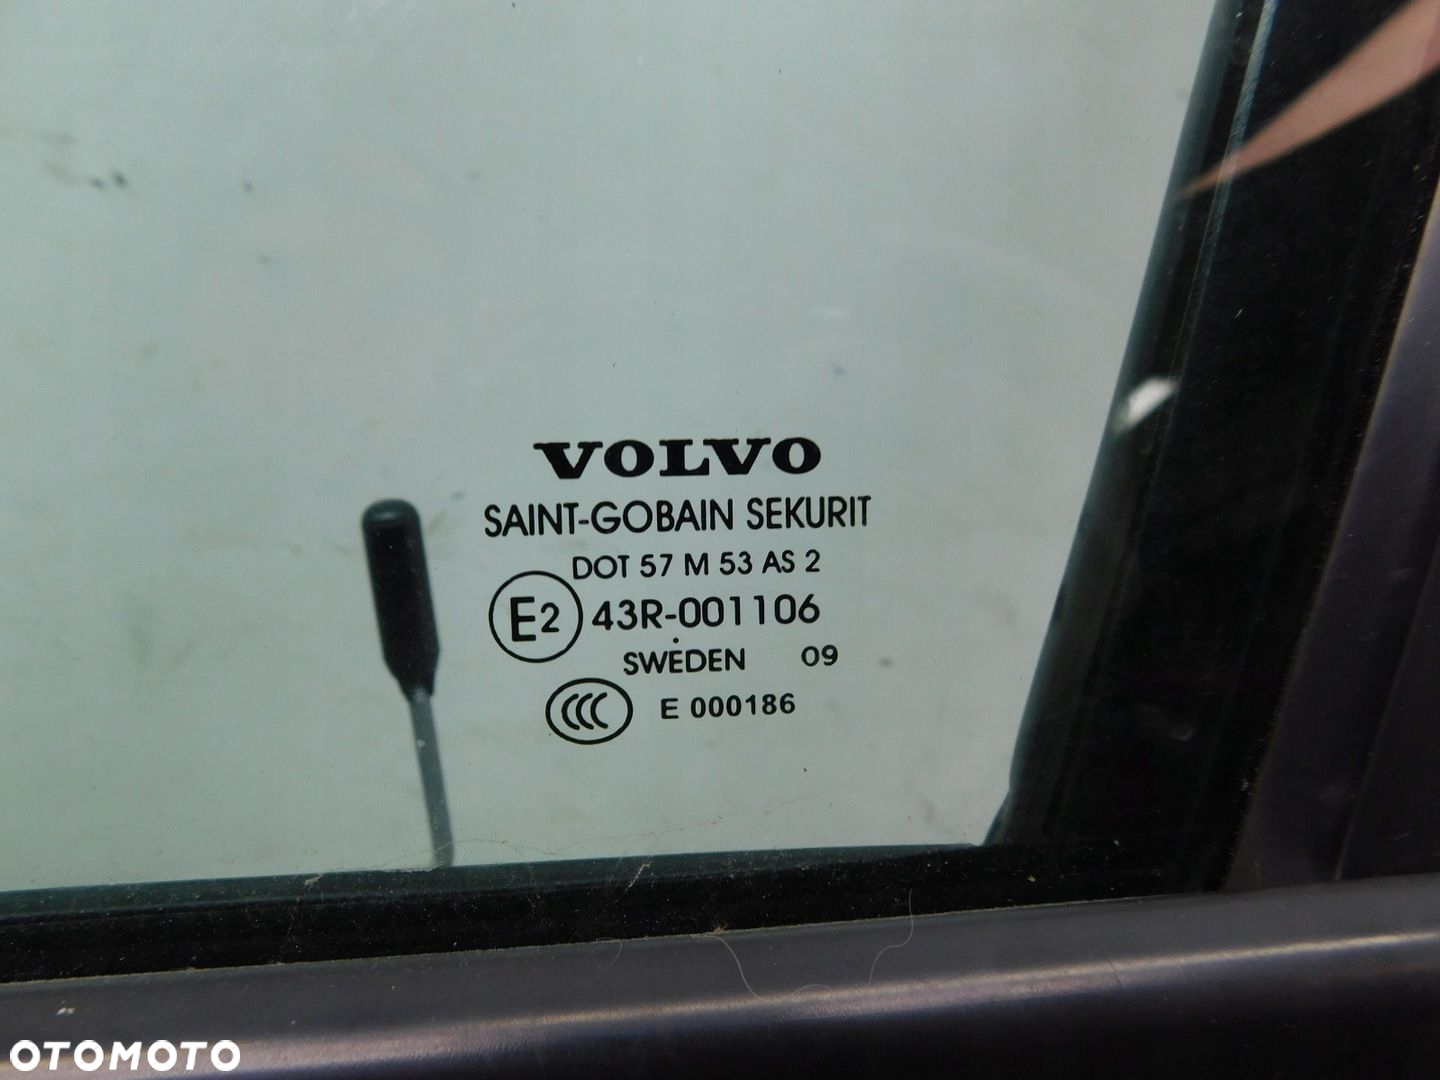 VOLVO
SAINT-GOBAIN SEKURIT
DOT 57 M 53 AS 2
E2 43R-001106
SWEDEN 09
CCC E 000186
OTOMOTO